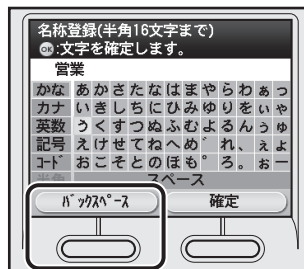 名称登録(半角16文字まで)
OK:文字を確定します。
営業
かな あかさたなはまやらわぁっ
カナ いきしちにひみゆりをぃゃ
英数 うくすつぬふむよるんぅゅ
記号 えけせてねへめ゛れ、ぇょ
コード おこそとのほも゜ろ。ぉー
半角 スペース
バックスペース 確定